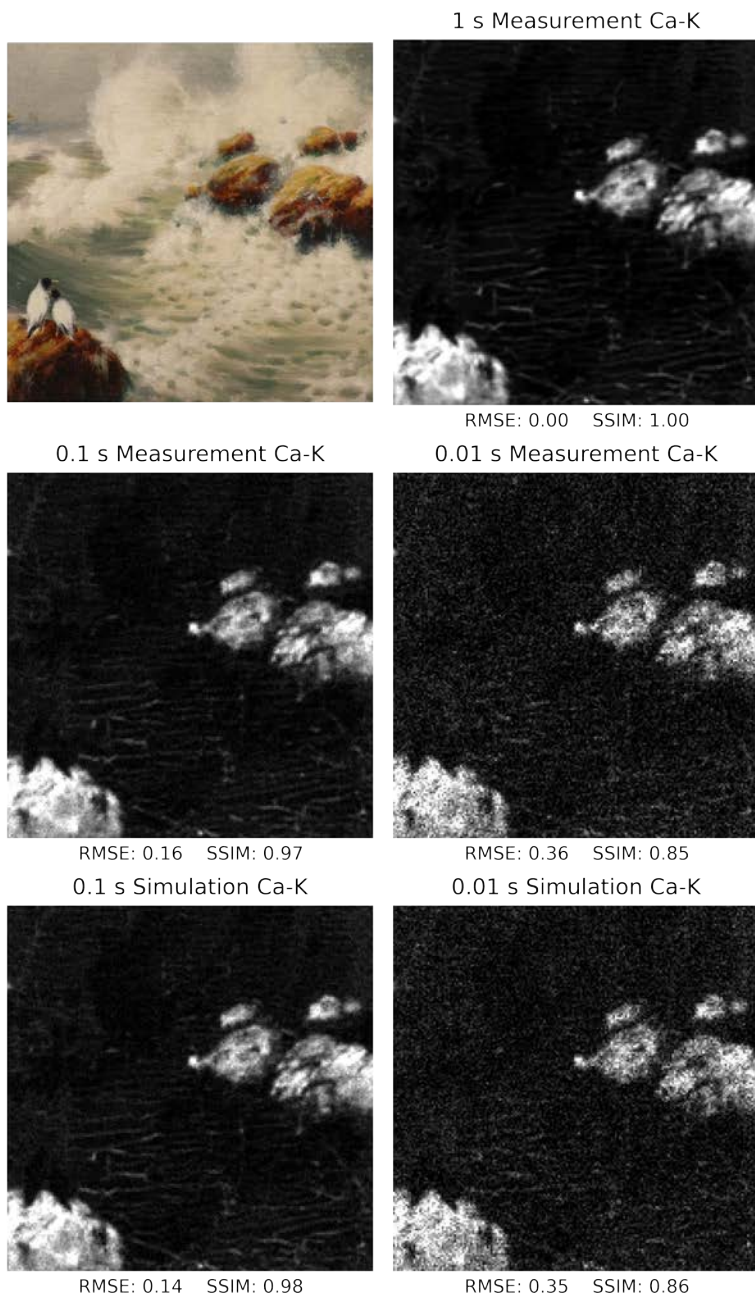 1 s Measurement Ca-K
RMSE: 0.00 SSIM: 1.00
0.1 s Measurement Ca-K
0.01 s Measurement Ca-K
RMSE: 0.16 SSIM: 0.97
RMSE: 0.36 SSIM: 0.85
0.1 s Simulation Ca-K
0.01 s Simulation Ca-K
RMSE: 0.14 SSIM: 0.98
RMSE: 0.35 SSIM: 0.86